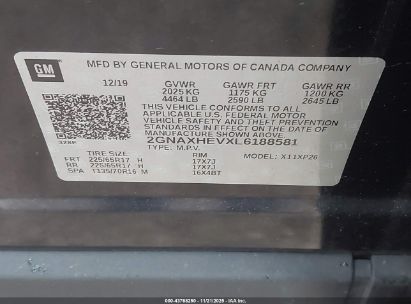 GM
MFD BY GENERAL MOTORS OF CANADA COMPANY
12/19 GVWR GAWR FRT GAWR RR
2025 KG 1175 KG 1200 KG
4464 LB 2590 LB 2645 LB
THIS VEHICLE CONFORMS TO ALL
APPLICABLE U.S. FEDERAL MOTOR
VEHICLE SAFETY AND THEFT PREVENTION
STANDARDS IN EFFECT ON THE DATE OF
MANUFACTURE SHOWN ABOVE.
2GNAXHEVXL6188581
TYPE: M.P.V. MODEL: X11XP26
TIRE SIZE RIM
FRT 225/65R17 H 17X7J
RR 225/65R17 H 17X7J
SPA T135/70R16 M 16X4BT